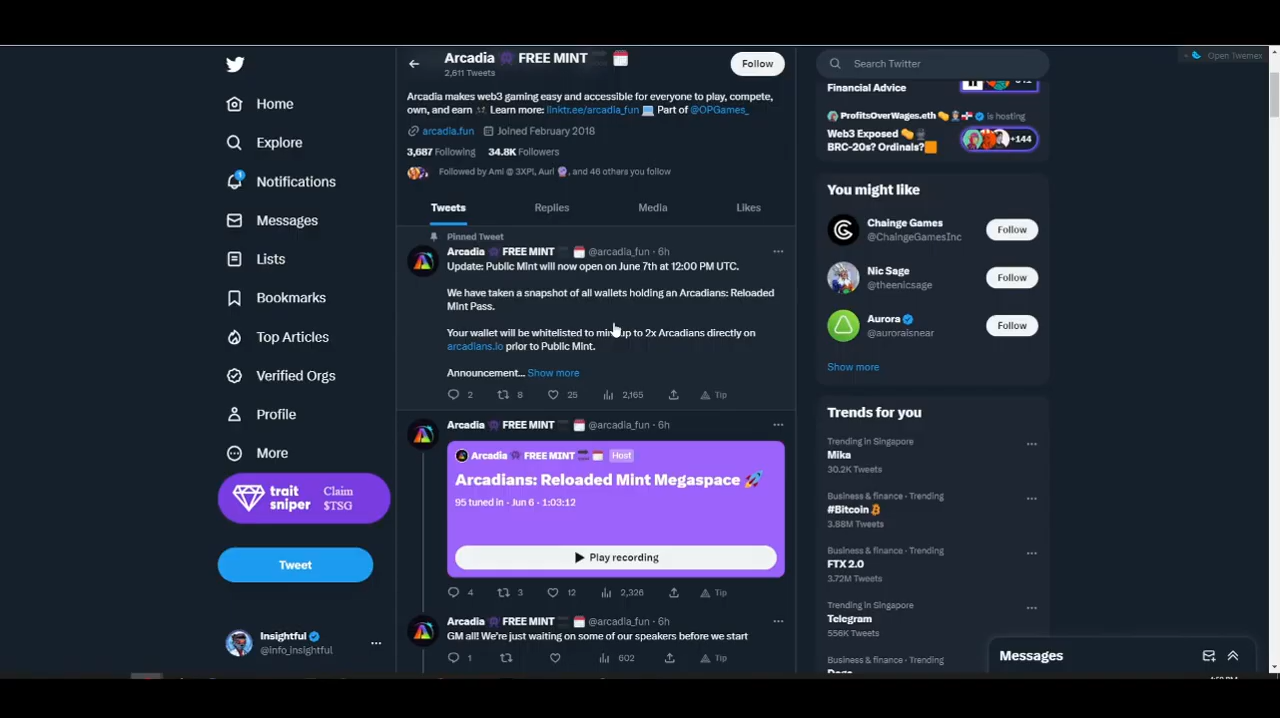 Arcadia FREE MINT
2,611 Tweets
Follow
Arcadia makes web3 gaming easy and accessible for everyone to play, compete,
own, and earn Learn more: linktr.ee/arcadia_fun Part of @OPGames_
arcadia.fun Joined February 2018
3,687 Following 34.8K Followers
Followed by Ami @ 3XP!, Aurl, and 46 others you follow
Tweets Replies Media Likes
Pinned Tweet
Arcadia FREE MINT @arcadia_fun · 6h
Update: Public Mint will now open on June 7th at 12:00 PM UTC.
We have taken a snapshot of all wallets holding an Arcadians: Reloaded
Mint Pass.
Your wallet will be whitelisted to mint up to 2x Arcadians directly on
arcadians.io prior to Public Mint.
Announcement... Show more
2 8 25 2,165 Tip
Arcadia FREE MINT @arcadia_fun · 6h
Arcadia FREE MINT Host
Arcadians: Reloaded Mint Megaspace
95 tuned in · Jun 6 · 1:03:12
Play recording
4 3 12 2,326 Tip
Arcadia FREE MINT @arcadia_fun · 6h
GM all! We're just waiting on some of our speakers before we start
1 602 Tip
Home
Explore
1
Notifications
Messages
Lists
Bookmarks
Top Articles
Verified Orgs
Profile
More
trait
sniper
Claim
$TSG
Tweet
Insightful
@info_insightful
Search Twitter
Open Twemex
Financial Advice
ProfitsOverWages.eth is hosting
Web3 Exposed
BRC-20s? Ordinals?
+144
You might like
Chainge Games
@ChaingeGamesInc
Follow
Nic Sage
@theenicsage
Follow
Aurora
@auroraisnear
Follow
Show more
Trends for you
Trending in Singapore
Mika
30.2K Tweets
Business & finance · Trending
#Bitcoin
3.88M Tweets
Business & finance · Trending
FTX 2.0
3.72M Tweets
Trending in Singapore
Telegram
556K Tweets
Business & finance · Trending
Messages